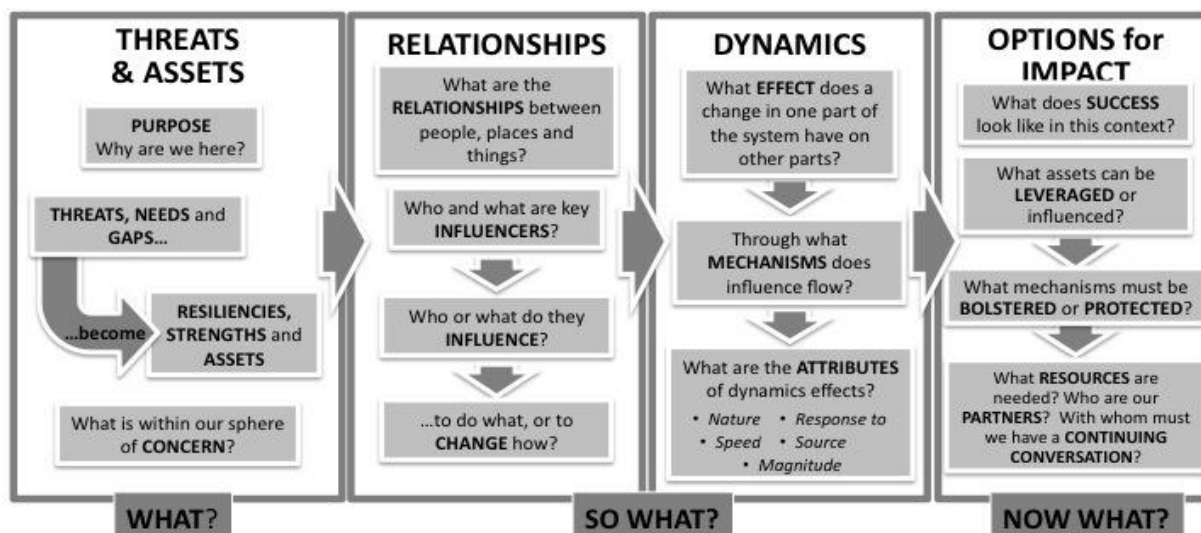 THREATS
& ASSETS
PURPOSE
Why are we here?
THREATS, NEEDS and
GAPS...
...become
RESILIENCIES,
STRENGTHS and
ASSETS
What is within our sphere
of CONCERN?
WHAT?
RELATIONSHIPS
What are the
RELATIONSHIPS between
people, places and
things?
Who and what are key
INFLUENCERS?
Who or what do they
INFLUENCE?
...to do what, or to
CHANGE how?
DYNAMICS
What EFFECT does a
change in one part of
the system have on
other parts?
Through what
MECHANISMS does
influence flow?
What are the ATTRIBUTES
of dynamics effects?
• Nature • Response to
• Speed • Source
• Magnitude
SO WHAT?
OPTIONS for
IMPACT
What does SUCCESS
look like in this context?
What assets can be
LEVERAGED or
influenced?
What mechanisms must be
BOLSTERED or PROTECTED?
What RESOURCES are
needed? Who are our
PARTNERS? With whom must
we have a CONTINUING
CONVERSATION?
NOW WHAT?